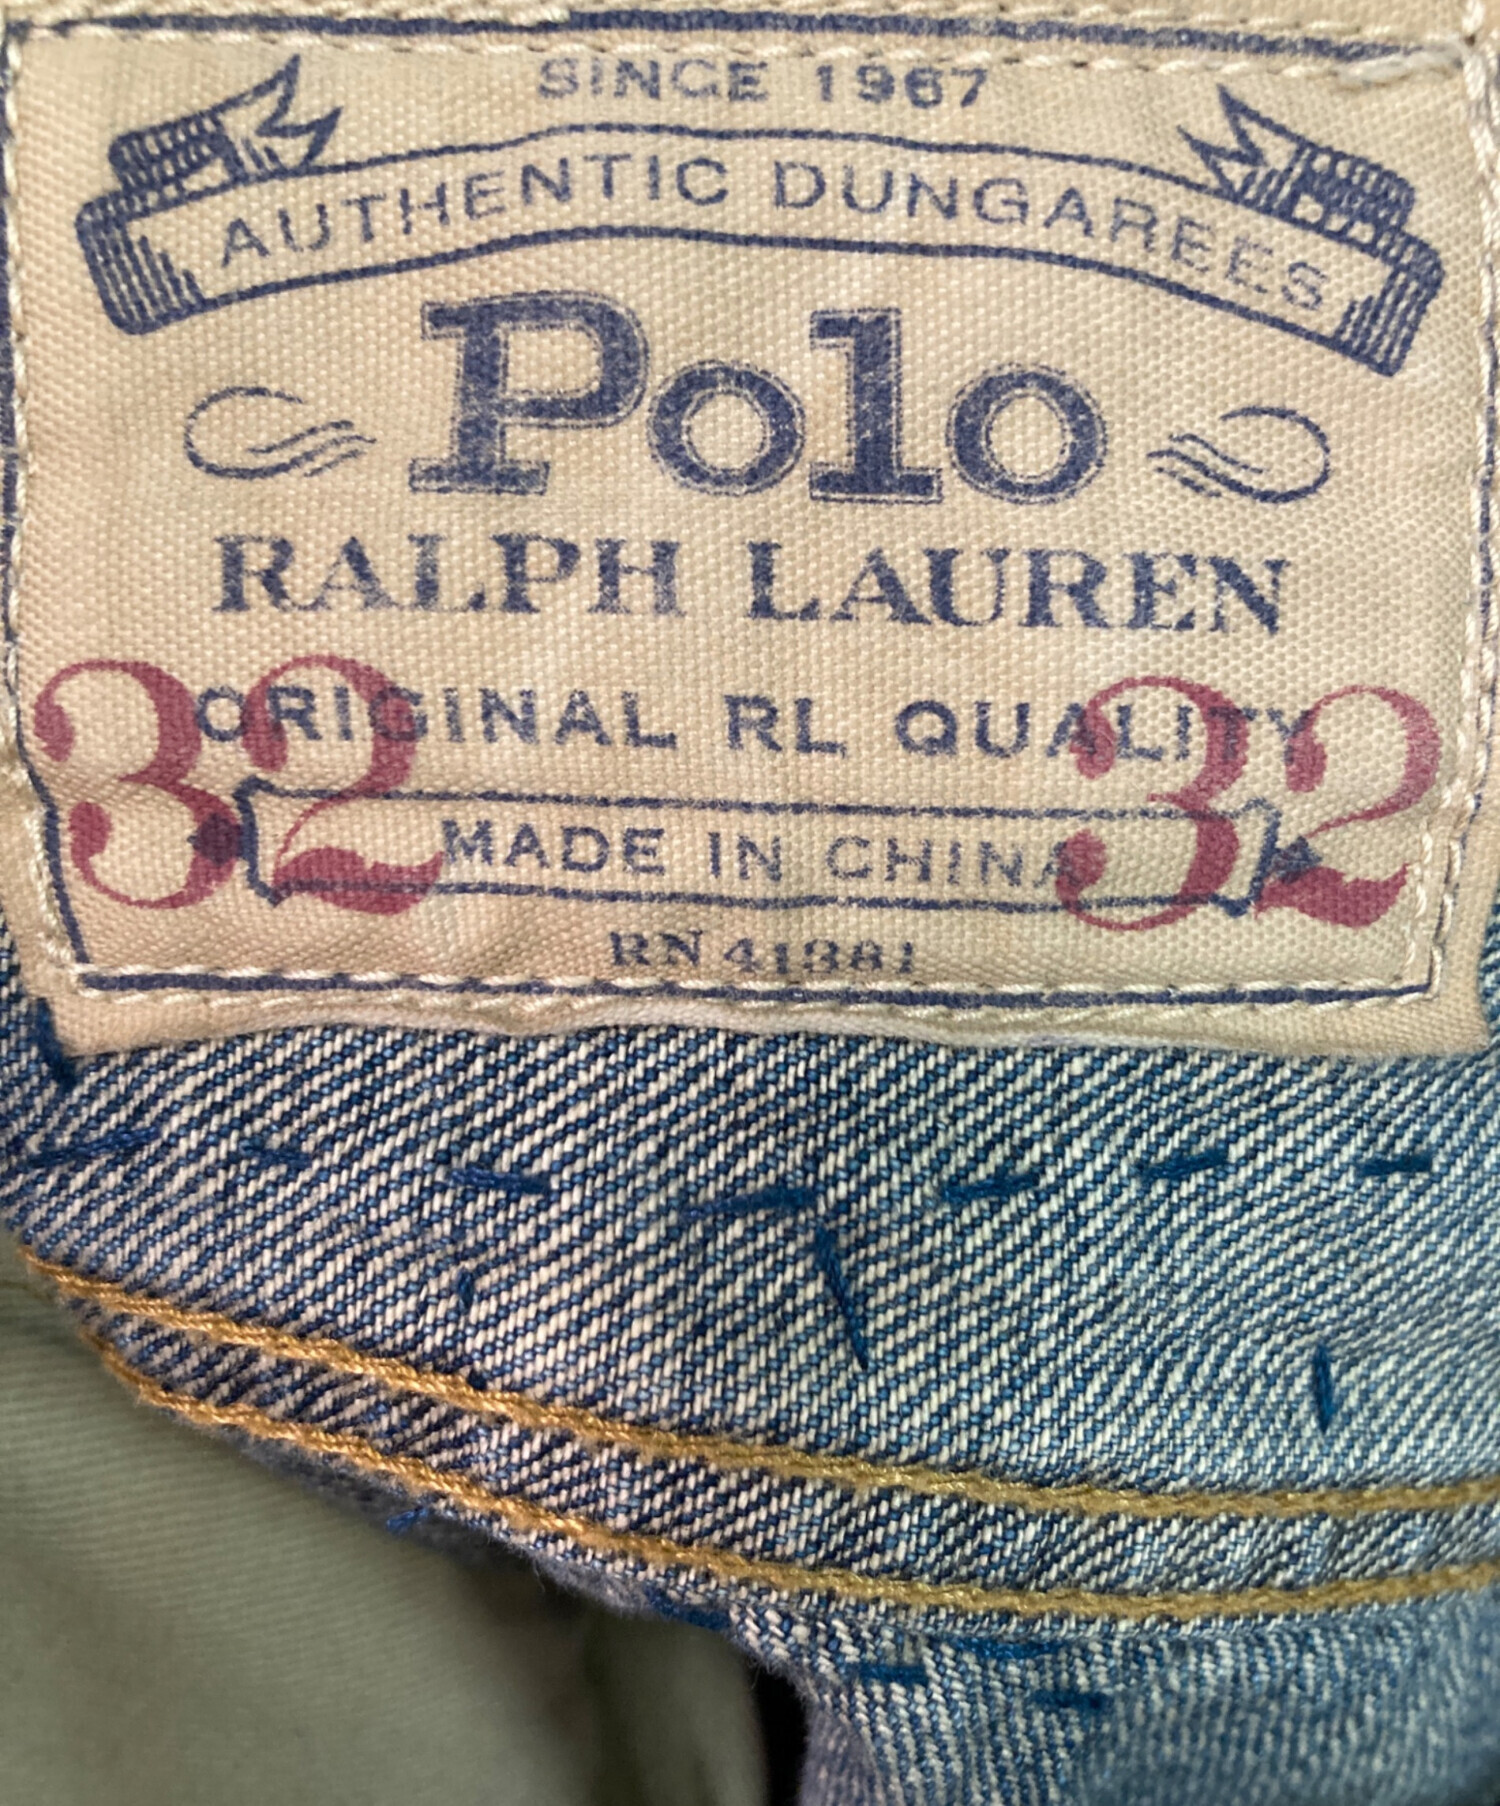 SINCE 1967
AUTHENTIC DUNGAREES
Polo
RALPH LAUREN
ORIGINAL RL QUALITY
32 32
MADE IN CHINA
RN 41381